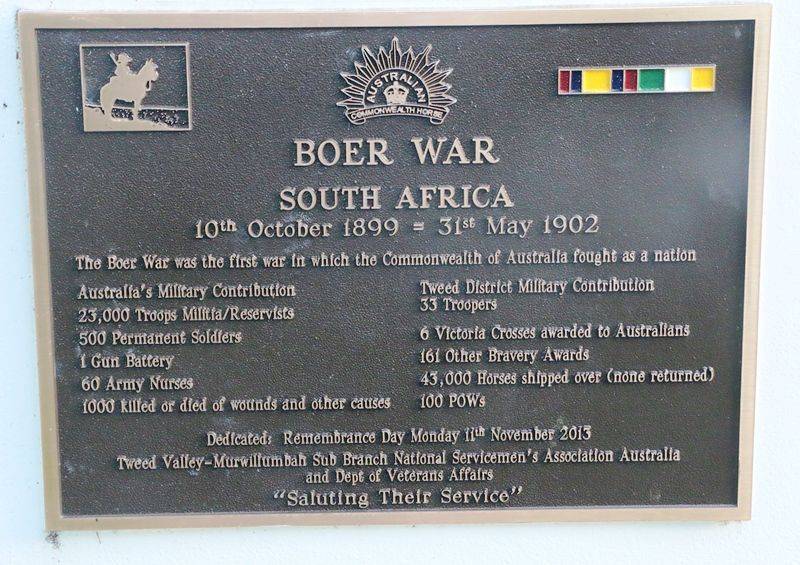 AUSTRALIAN
COMMONWEALTH HORSE
BOER WAR
SOUTH AFRICA
10th October 1899 = 31st May 1902
The Boer War was the first war in which the Commonwealth of Australia fought as a nation
Australia's Military Contribution
23,000 Troops Militia/Reservists
500 Permanent Soldiers
1 Gun Battery
60 Army Nurses
1000 killed or died of wounds and other causes
Tweed District Military Contribution
33 Troopers
6 Victoria Crosses awarded to Australians
161 Other Bravery Awards
43,000 Horses shipped over (none returned)
100 POWs
Dedicated: Remembrance Day Monday 11th November 2013
Tweed Valley-Murwillumbah Sub Branch National Servicemen's Association Australia
and Dept of Veterans Affairs
"Saluting Their Service"